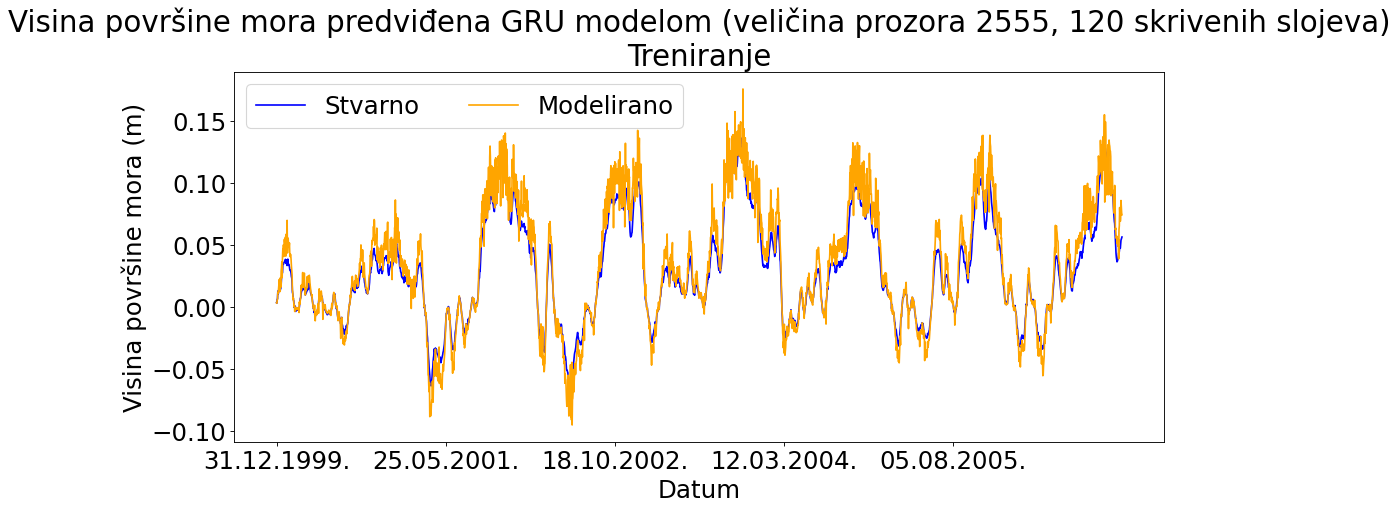 Visina površine mora predviđena GRU modelom (veličina prozora 2555, 120 skrivenih slojeva)
Treniranje
Stvarno Modelirano
Visina površine mora (m)
0.15
0.10
0.05
0.00
−0.05
−0.10
31.12.1999. 25.05.2001. 18.10.2002. 12.03.2004. 05.08.2005.
Datum